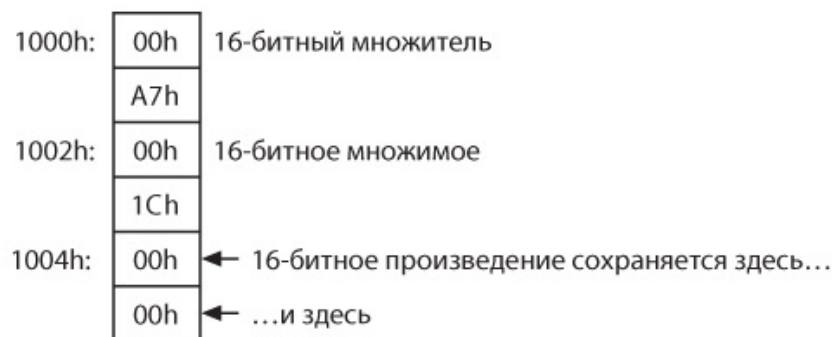 1000h: 00h 16-битный множитель
A7h
1002h: 00h 16-битное множимое
1Ch
1004h: 00h 16-битное произведение сохраняется здесь…
00h …и здесь